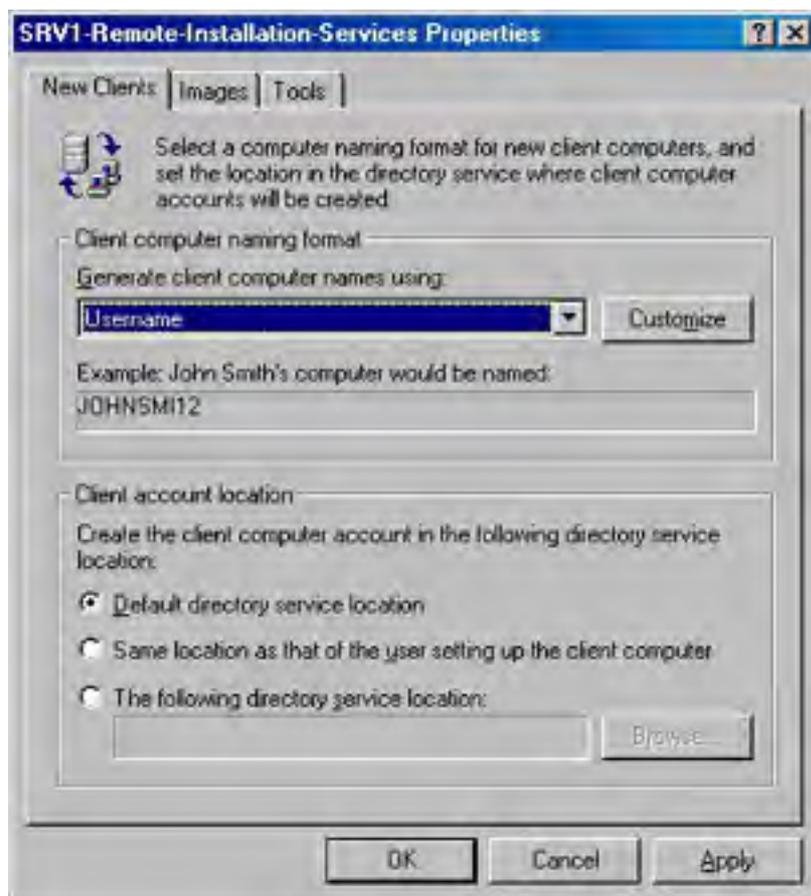 SRV1-Remote-Installation-Services Properties
New Clients
Images
Tools
Select a computer naming format for new client computers, and
set the location in the directory service where client computer
accounts will be created
Client computer naming format
Generate client computer names using:
Username
Customize
Example: John Smith's computer would be named:
JOHNSMI12
Client account location
Create the client computer account in the following directory service
location:
Default directory service location
Same location as that of the user setting up the client computer
The following directory service location:
Browse...
OK
Cancel
Apply